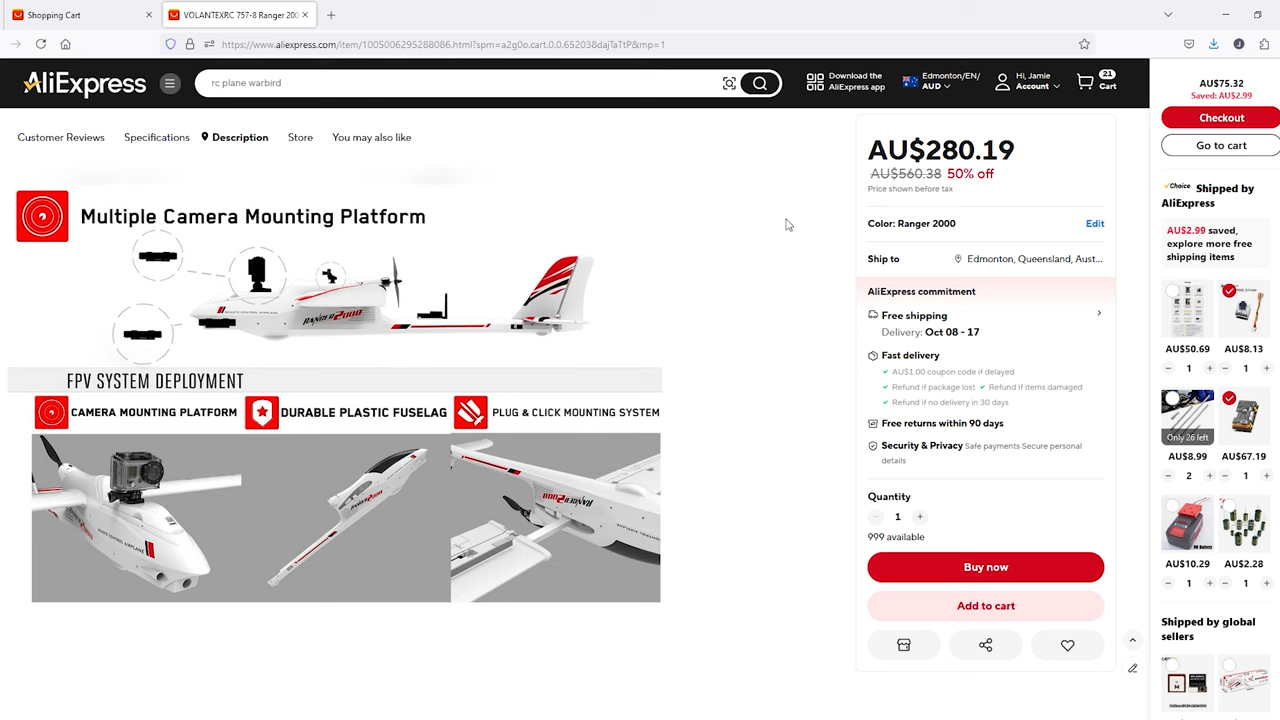 Shopping Cart
VOLANTEXRC 757-8 Ranger 200
https://www.aliexpress.com/item/1005006295288086.html?spm=a2g0o.cart.0.0.652038dajTaTtP&mp=1
AliExpress
rc plane warbird
Download the
AliExpress app
Edmonton/EN/
AUD
Hi, Jamie
Account
21
Cart
Customer Reviews
Specifications
Description
Store
You may also like
Multiple Camera Mounting Platform
RANGER 2000
FPV SYSTEM DEPLOYMENT
CAMERA MOUNTING PLATFORM
DURABLE PLASTIC FUSELAG
PLUG & CLICK MOUNTING SYSTEM
AU$280.19
AU$560.38 50% off
Price shown before tax
Color: Ranger 2000
Edit
Ship to
Edmonton, Queensland, Aust...
AliExpress commitment
Free shipping
Delivery: Oct 08 - 17
Fast delivery
AU$1.00 coupon code if delayed
Refund if package lost
Refund if items damaged
Refund if no delivery in 30 days
Free returns within 90 days
Security & Privacy Safe payments·Secure personal
details
Quantity
1
999 available
Buy now
Add to cart
AU$75.32
Saved: AU$2.99
Checkout
Go to cart
Choice Shipped by
AliExpress
AU$2.99 saved,
explore more free
shipping items
AU$50.69
AU$8.13
1
1
Only 26 left
AU$8.99
AU$67.19
2
1
AU$10.29
AU$2.28
1
1
Shipped by global
sellers